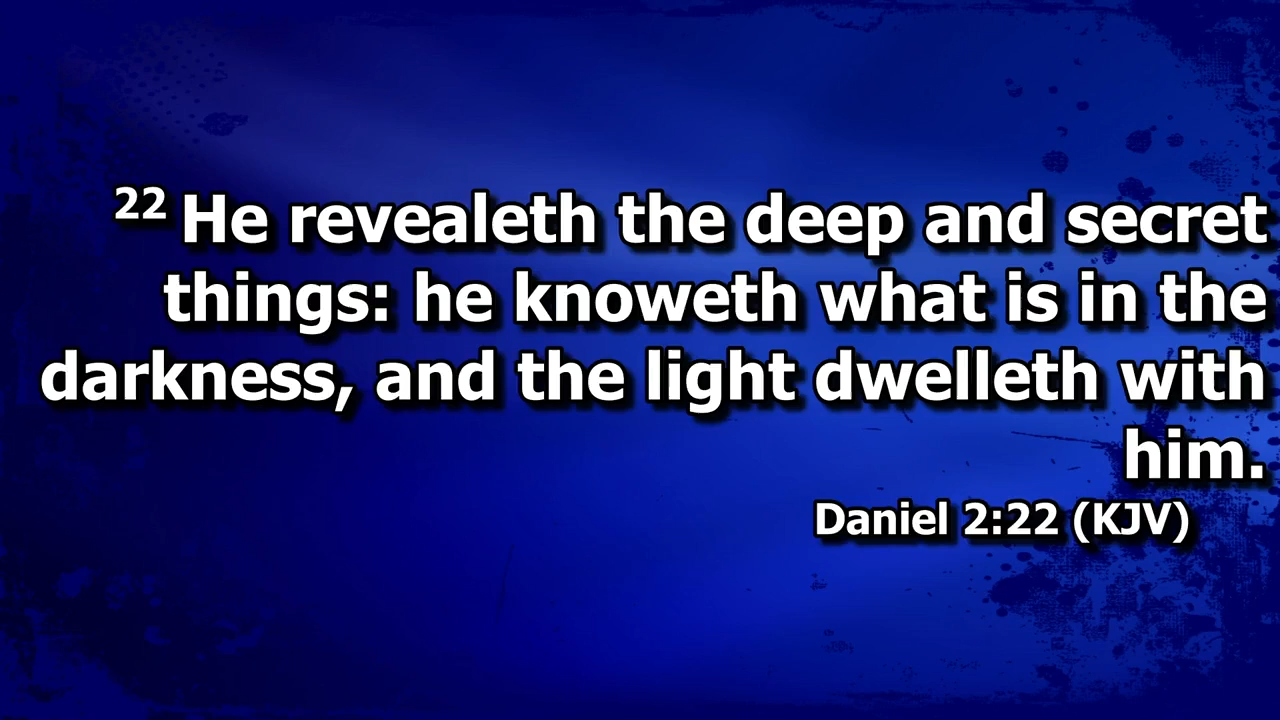 22 He revealeth the deep and secret
things: he knoweth what is in the
darkness, and the light dwelleth with
him.
Daniel 2:22 (KJV)